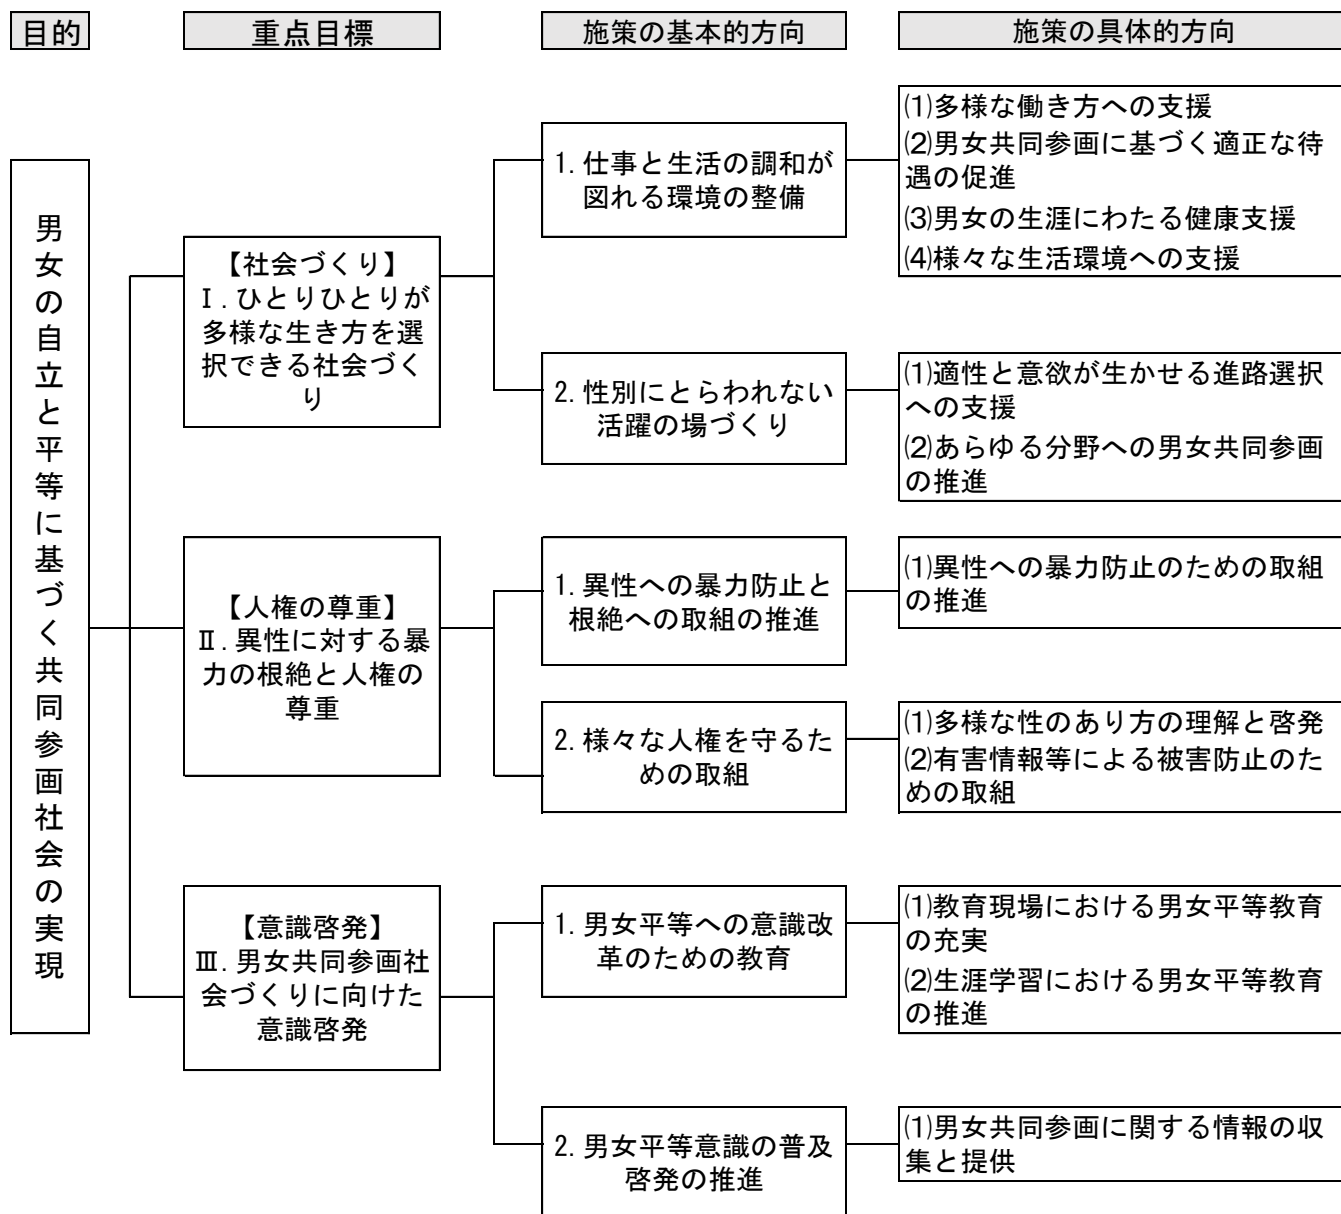 目的
重点目標
施策の基本的方向
施策の具体的方向
男女の自立と平等に基づく共同参画社会の実現
【社会づくり】
Ⅰ.ひとりひとりが
多様な生き方を選
択できる社会づく
り
1.仕事と生活の調和が
図れる環境の整備
⑴多様な働き方への支援
⑵男女共同参画に基づく適正な待
遇の促進
⑶男女の生涯にわたる健康支援
⑷様々な生活環境への支援
2.性別にとらわれない
活躍の場づくり
⑴適性と意欲が生かせる進路選択
への支援
⑵あらゆる分野への男女共同参画
の推進
【人権の尊重】
Ⅱ.異性に対する暴
力の根絶と人権の
尊重
1.異性への暴力防止と
根絶への取組の推進
⑴異性への暴力防止のための取組
の推進
2.様々な人権を守るた
めの取組
⑴多様な性のあり方の理解と啓発
⑵有害情報等による被害防止のた
めの取組
【意識啓発】
Ⅲ.男女共同参画社
会づくりに向けた
意識啓発
1.男女平等への意識改
革のための教育
⑴教育現場における男女平等教育
の充実
⑵生涯学習における男女平等教育
の推進
2.男女平等意識の普及
啓発の推進
⑴男女共同参画に関する情報の収
集と提供